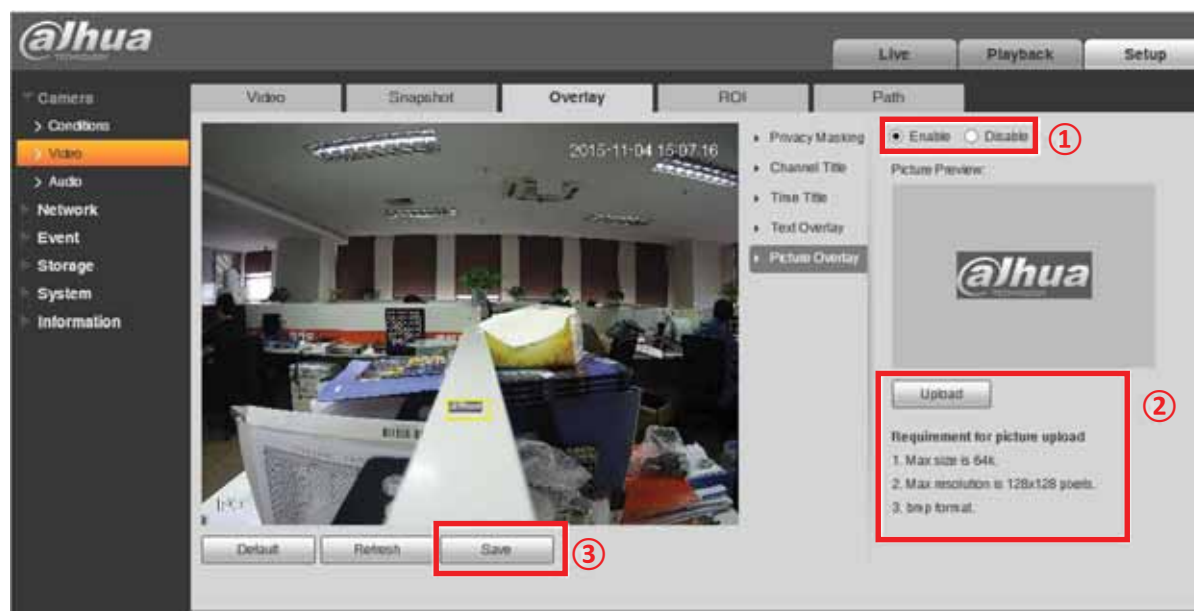 alhua
TECHNOLOGY
Live Playback Setup
Camera
Conditions
Video
Audio
Network
Event
Storage
System
Information
Video Snapshot Overlay ROI Path
2015-11-04 15:07:16
IPC
Privacy Masking
Channel Title
Time Title
Text Overlay
Picture Overlay
Enable Disable ①
Picture Preview:
alhua
Upload
②
Requirement for picture upload
1. Max size is 64k.
2. Max resolution is 128x128 pixels.
3. bmp format.
Default Refresh Save ③